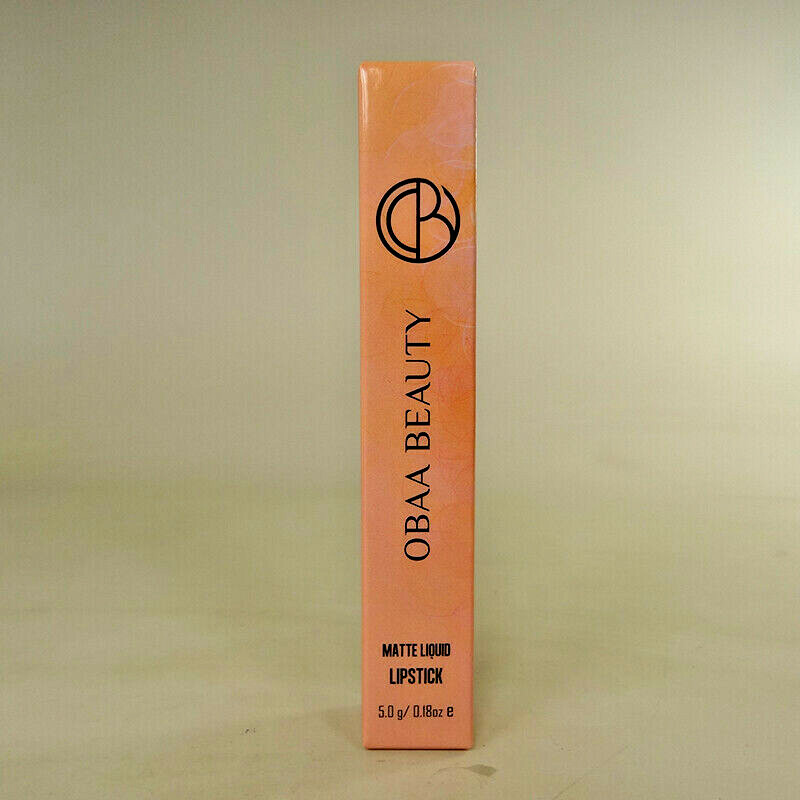 OBAA BEAUTY
MATTE LIQUID
LIPSTICK
5.0 g/ 0.18oz e